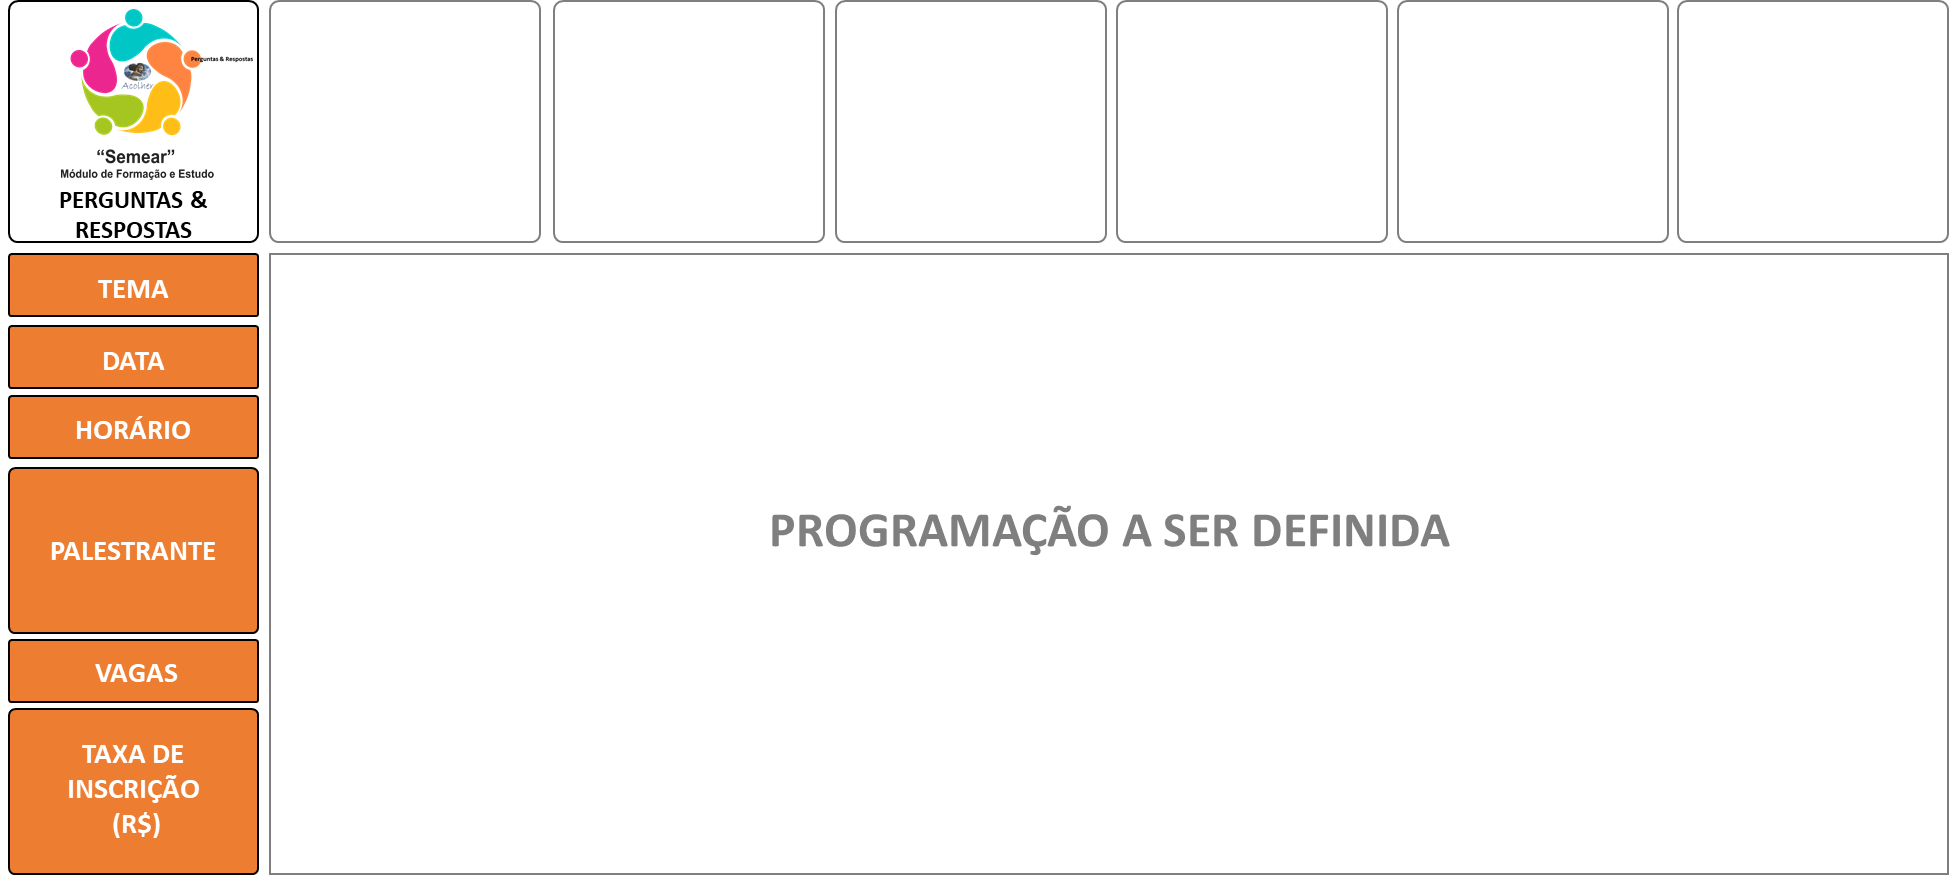 Perguntas & Respostas
Acolher
“Semear”
Módulo de Formação e Estudo
PERGUNTAS &
RESPOSTAS
TEMA
DATA
HORÁRIO
PALESTRANTE
VAGAS
TAXA DE
INSCRIÇÃO
(R$)
PROGRAMAÇÃO A SER DEFINIDA